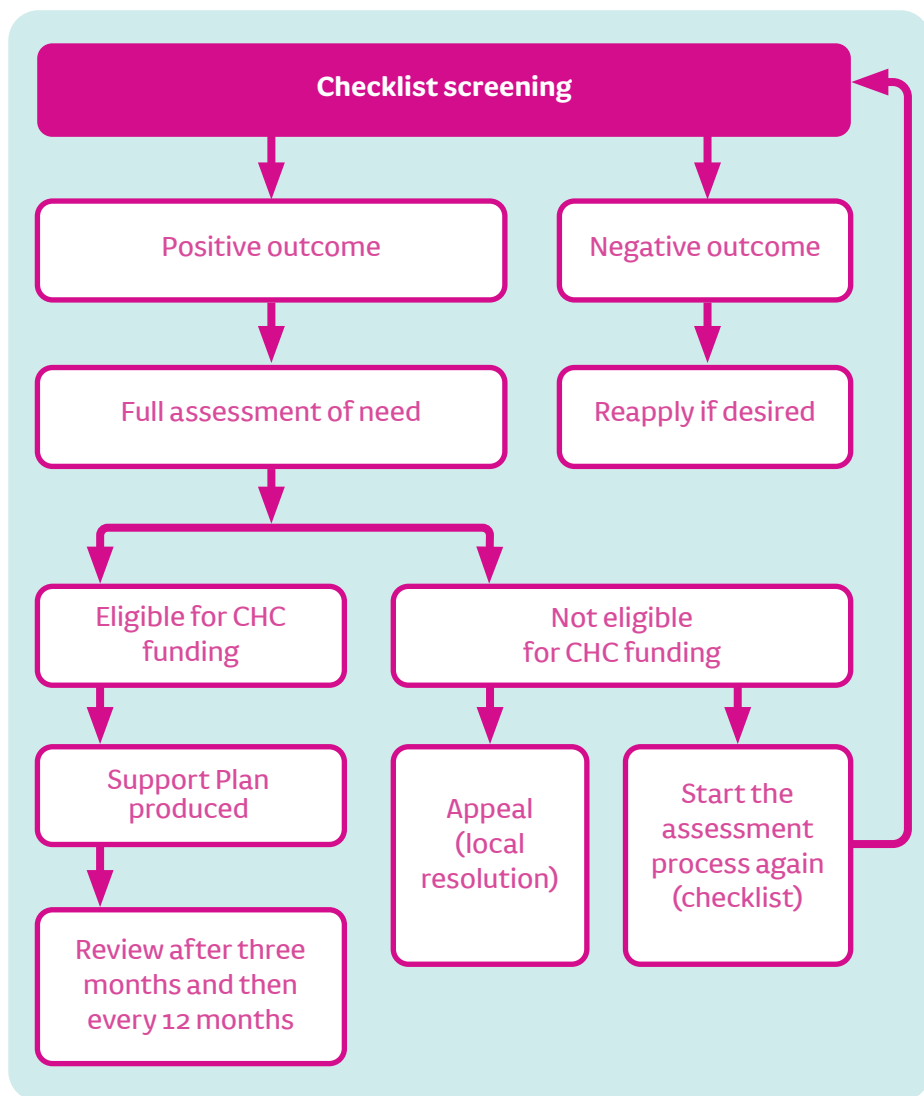 Checklist screening
Positive outcome
Negative outcome
Full assessment of need
Reapply if desired
Eligible for CHC
funding
Not eligible
for CHC funding
Support Plan
produced
Appeal
(local
resolution)
Start the
assessment
process again
(checklist)
Review after three
months and then
every 12 months